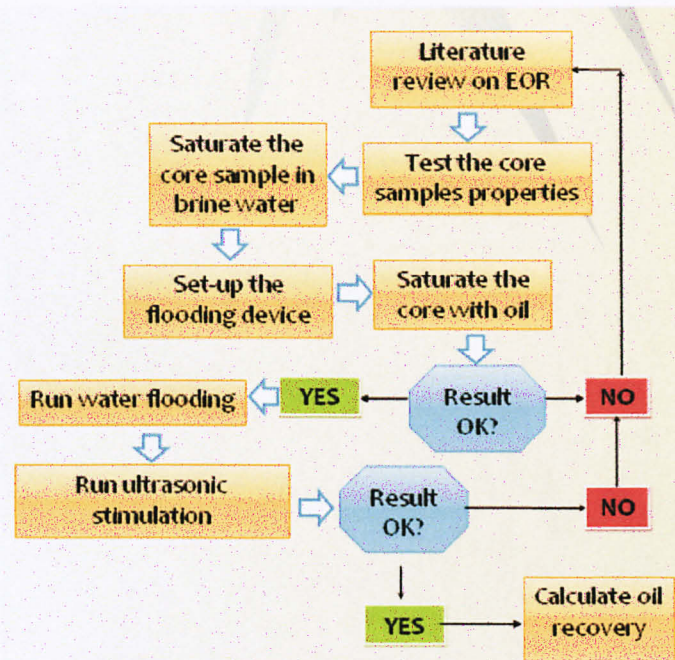 Literature
review on EOR
Test the core
samples properties
Saturate the
core sample in
brine water
Set-up the
flooding device
Saturate the
core with oil
Result
OK?
NO
YES
Run water flooding
Run ultrasonic
stimulation
Result
OK?
NO
YES
Calculate oil
recovery